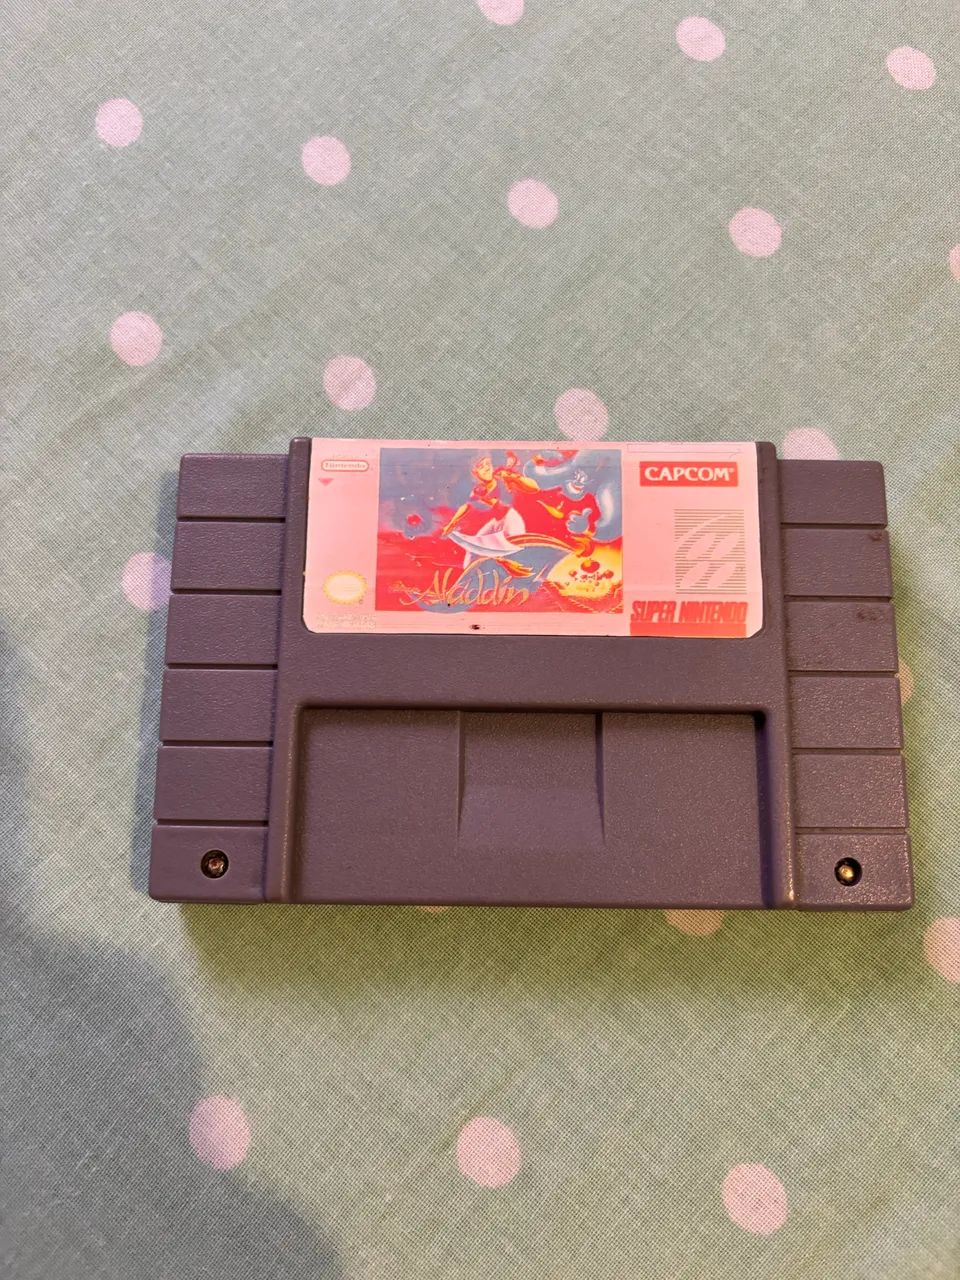 Nintendo
CAPCOM
Aladdin
SUPER NINTENDO